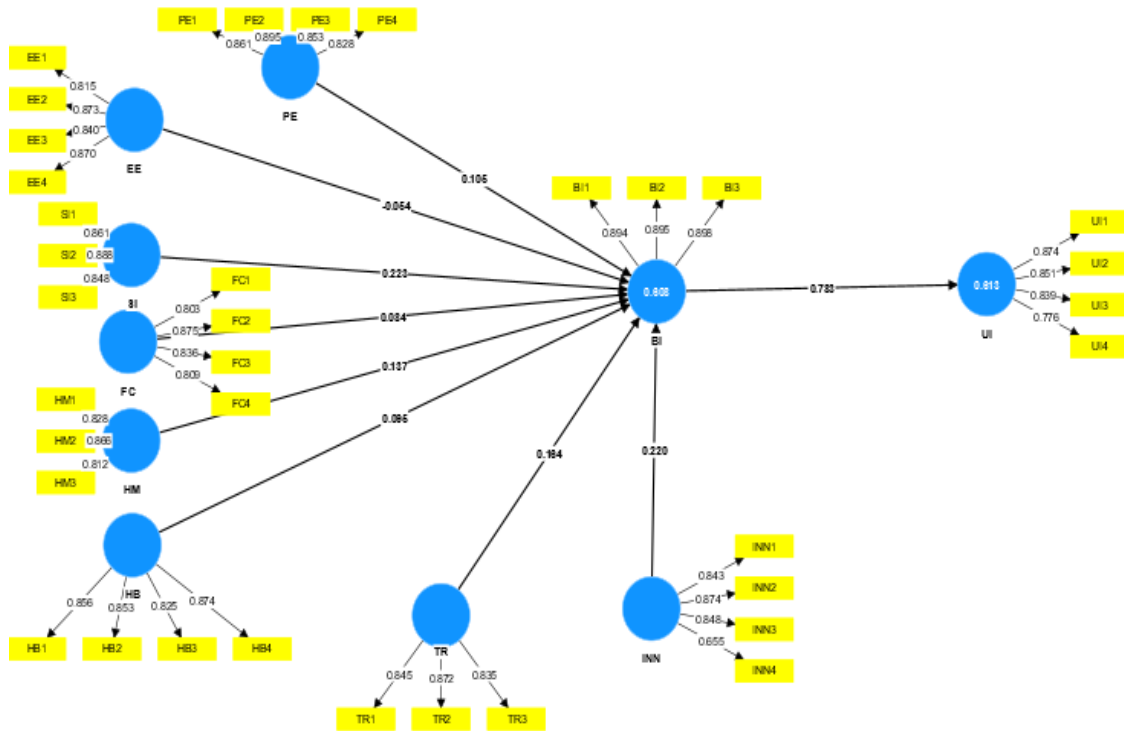 PE1 PE2 PE3 PE4
0.861 0.895 0.853 0.828
PE
EE1
EE2
EE3
EE4
0.815
0.873
0.840
0.870
EE
SI1
SI2
SI3
0.861
0.888
0.848
SI
FC1
FC2
FC3
FC4
0.803
0.875
0.836
0.809
FC
HM1
HM2
HM3
0.828
0.866
0.812
HM
HB
0.856 0.853 0.825 0.874
HB1 HB2 HB3 HB4
0.105
-0.054
0.223
0.084
0.137
0.095
0.164
0.220
BI1 BI2 BI3
0.894 0.895 0.898
0.608
BI
0.783
0.613
UI
0.874
0.851
0.839
0.776
UI1
UI2
UI3
UI4
TR
0.845 0.872 0.835
TR1 TR2 TR3
INN
0.843
0.874
0.848
0.655
INN1
INN2
INN3
INN4